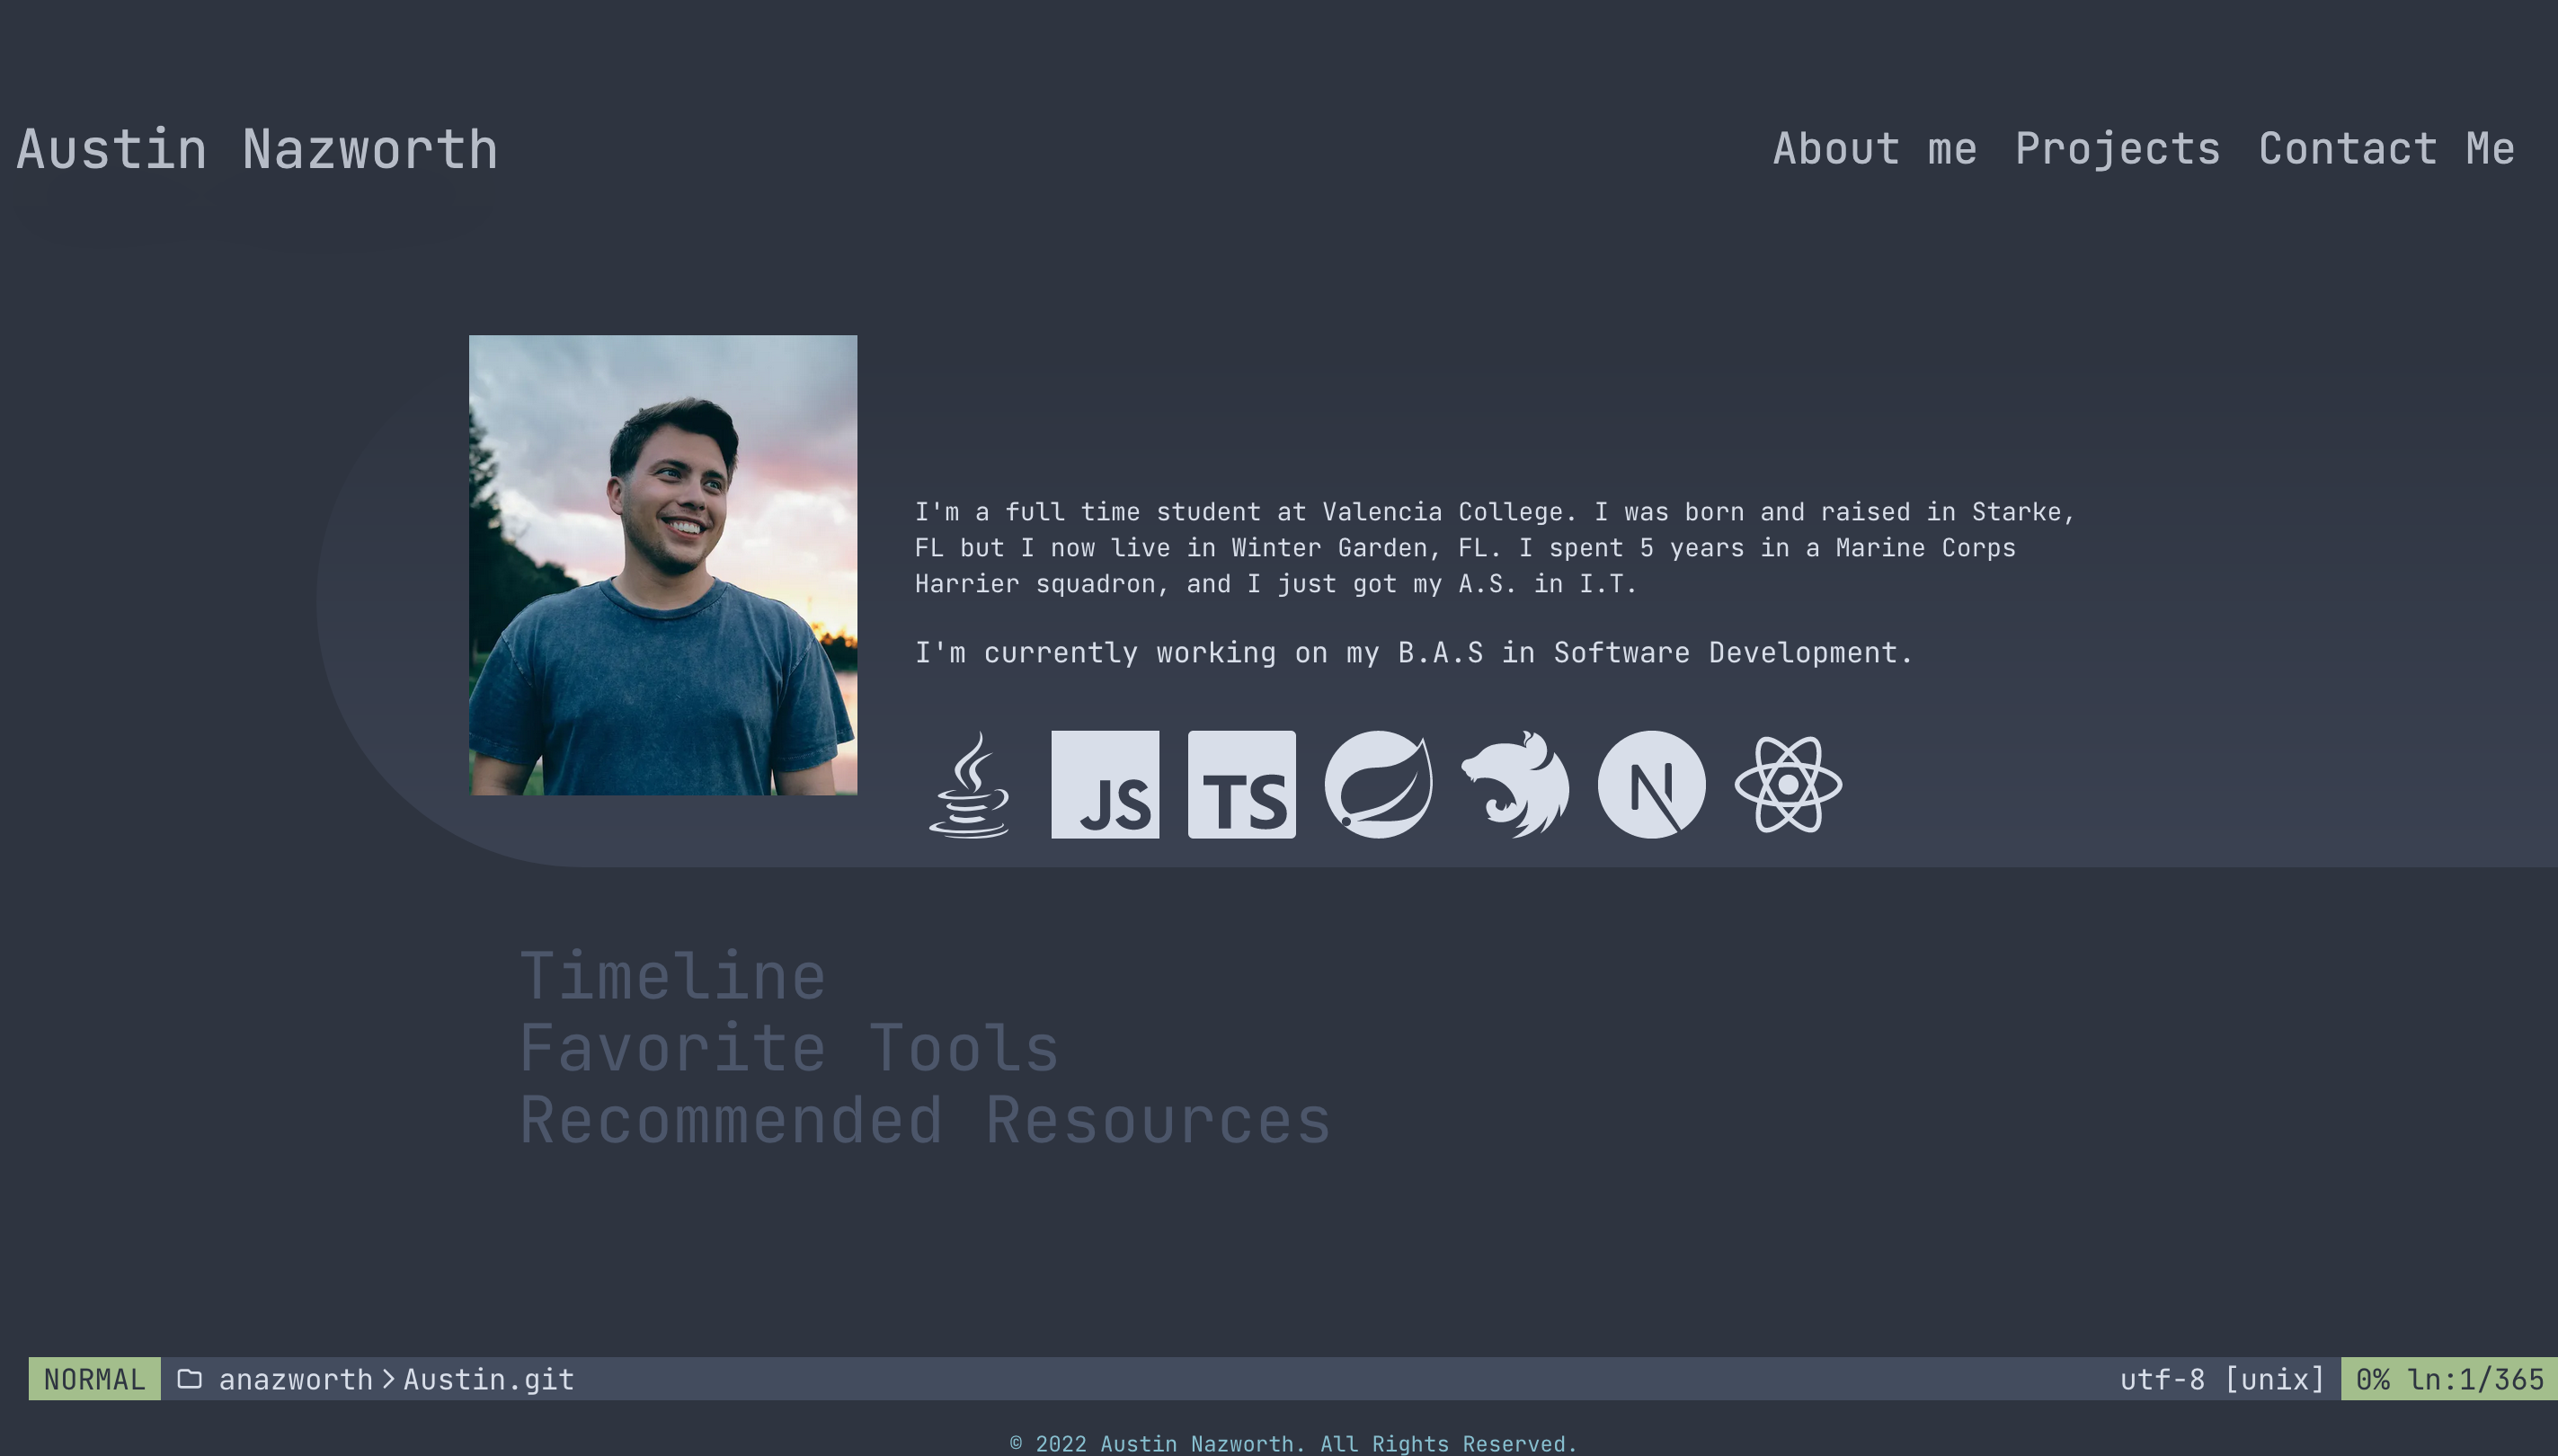 Austin Nazworth
About me Projects Contact Me
I'm a full time student at Valencia College. I was born and raised in Starke,
FL but I now live in Winter Garden, FL. I spent 5 years in a Marine Corps
Harrier squadron, and I just got my A.S. in I.T.
I'm currently working on my B.A.S in Software Development.
JS TS N
Timeline
Favorite Tools
Recommended Resources
NORMAL anazworth > Austin.git utf-8 [unix] 0% ln:1/365
© 2022 Austin Nazworth. All Rights Reserved.